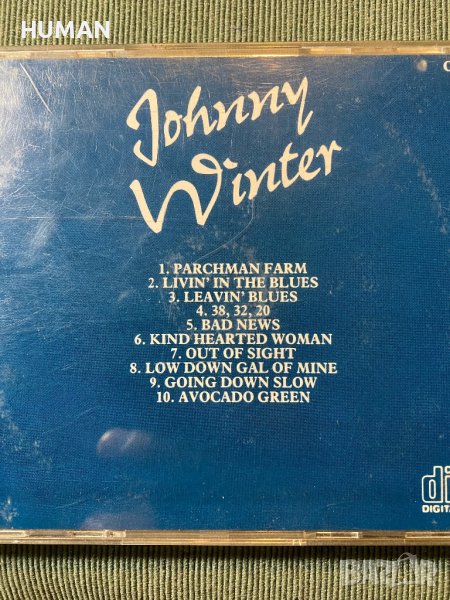 HUMAN
Johnny
Winter
1. PARCHMAN FARM
2. LIVIN' IN THE BLUES
3. LEAVIN' BLUES
4. 38, 32, 20
5. BAD NEWS
6. KIND HEARTED WOMAN
7. OUT OF SIGHT
8. LOW DOWN GAL OF MINE
9. GOING DOWN SLOW
10. AVOCADO GREEN
BAZAR